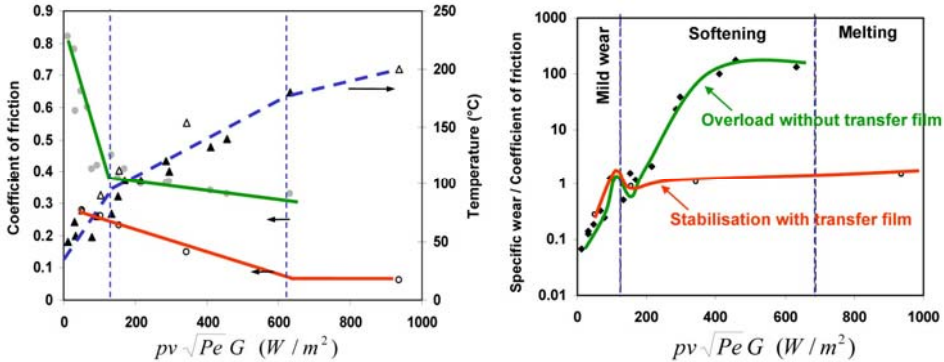 Coefficient of friction
0.9
0.8
0.7
0.6
0.5
0.4
0.3
0.2
0.1
0
250
200
150
100
50
0
Temperature (°C)
0 200 400 600 800 1000
pv √Pe G (W / m²)
Specific wear / Coefficient of friction
1000
100
10
1.0
0.1
0.01
Mild wear
Softening
Melting
Overload without transfer film
Stabilisation with transfer film
0 200 400 600 800 1000
pv √Pe G (W / m²)